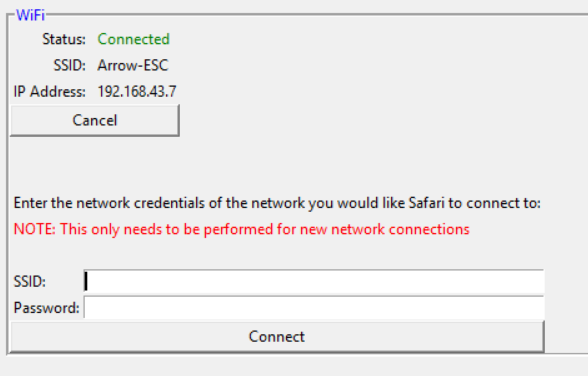 WiFi
Status: Connected
SSID: Arrow-ESC
IP Address: 192.168.43.7
Cancel
Enter the network credentials of the network you would like Safari to connect to:
NOTE: This only needs to be performed for new network connections
SSID:
Password:
Connect